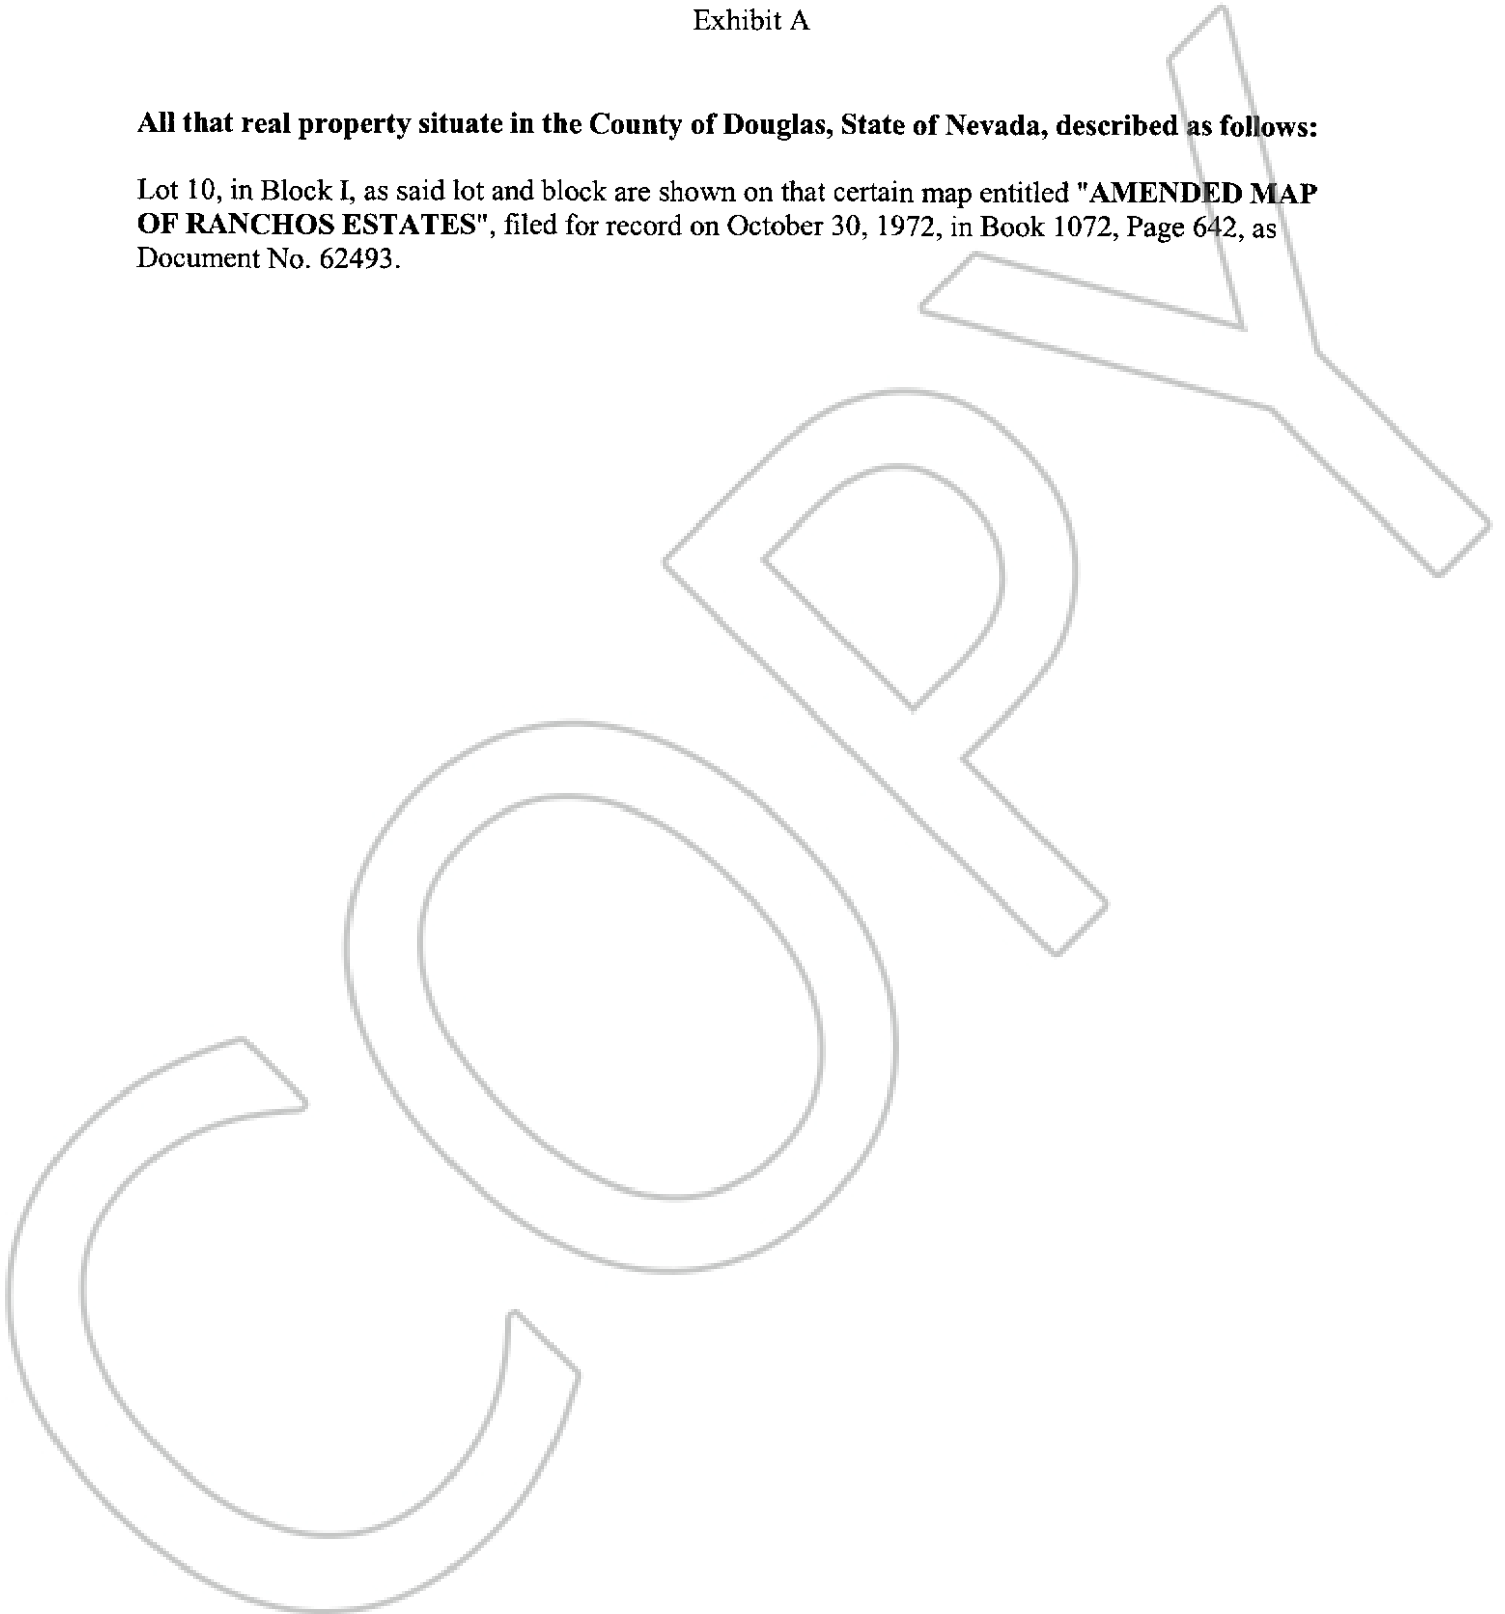 Exhibit A
All that real property situate in the County of Douglas, State of Nevada, described as follows:
Lot 10, in Block I, as said lot and block are shown on that certain map entitled "AMENDED MAP
OF RANCHOS ESTATES", filed for record on October 30, 1972, in Book 1072, Page 642, as
Document No. 62493.
COPY